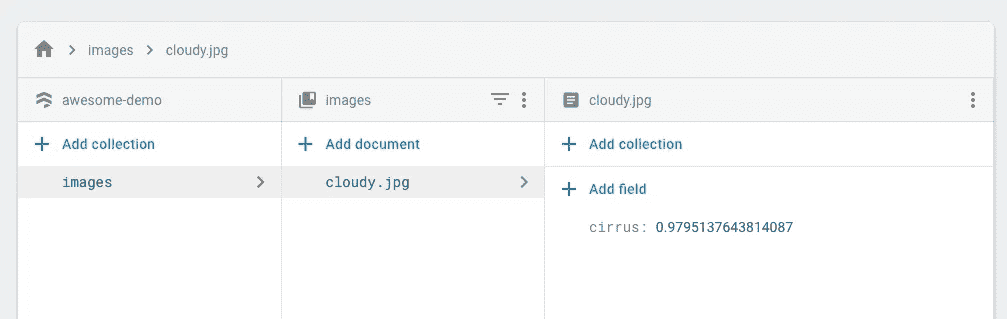 images cloudy.jpg
awesome-demo images cloudy.jpg
Add collection Add document Add collection
images cloudy.jpg Add field
cirrus: 0.9795137643814087